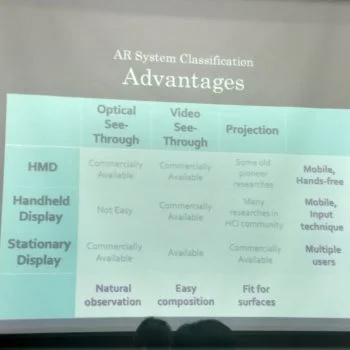 AR System Classification
Advantages
Optical See-Through
Video See-Through
Projection
HMD
Commercially Available
Commercially Available
Some old pioneer researches
Mobile, Hands-free
Handheld Display
Not Easy
Commercially Available
Many researches in HCI community
Mobile, Input technique
Stationary Display
Commercially Available
Available
Commercially Available
Multiple users
Natural observation
Easy composition
Fit for surfaces